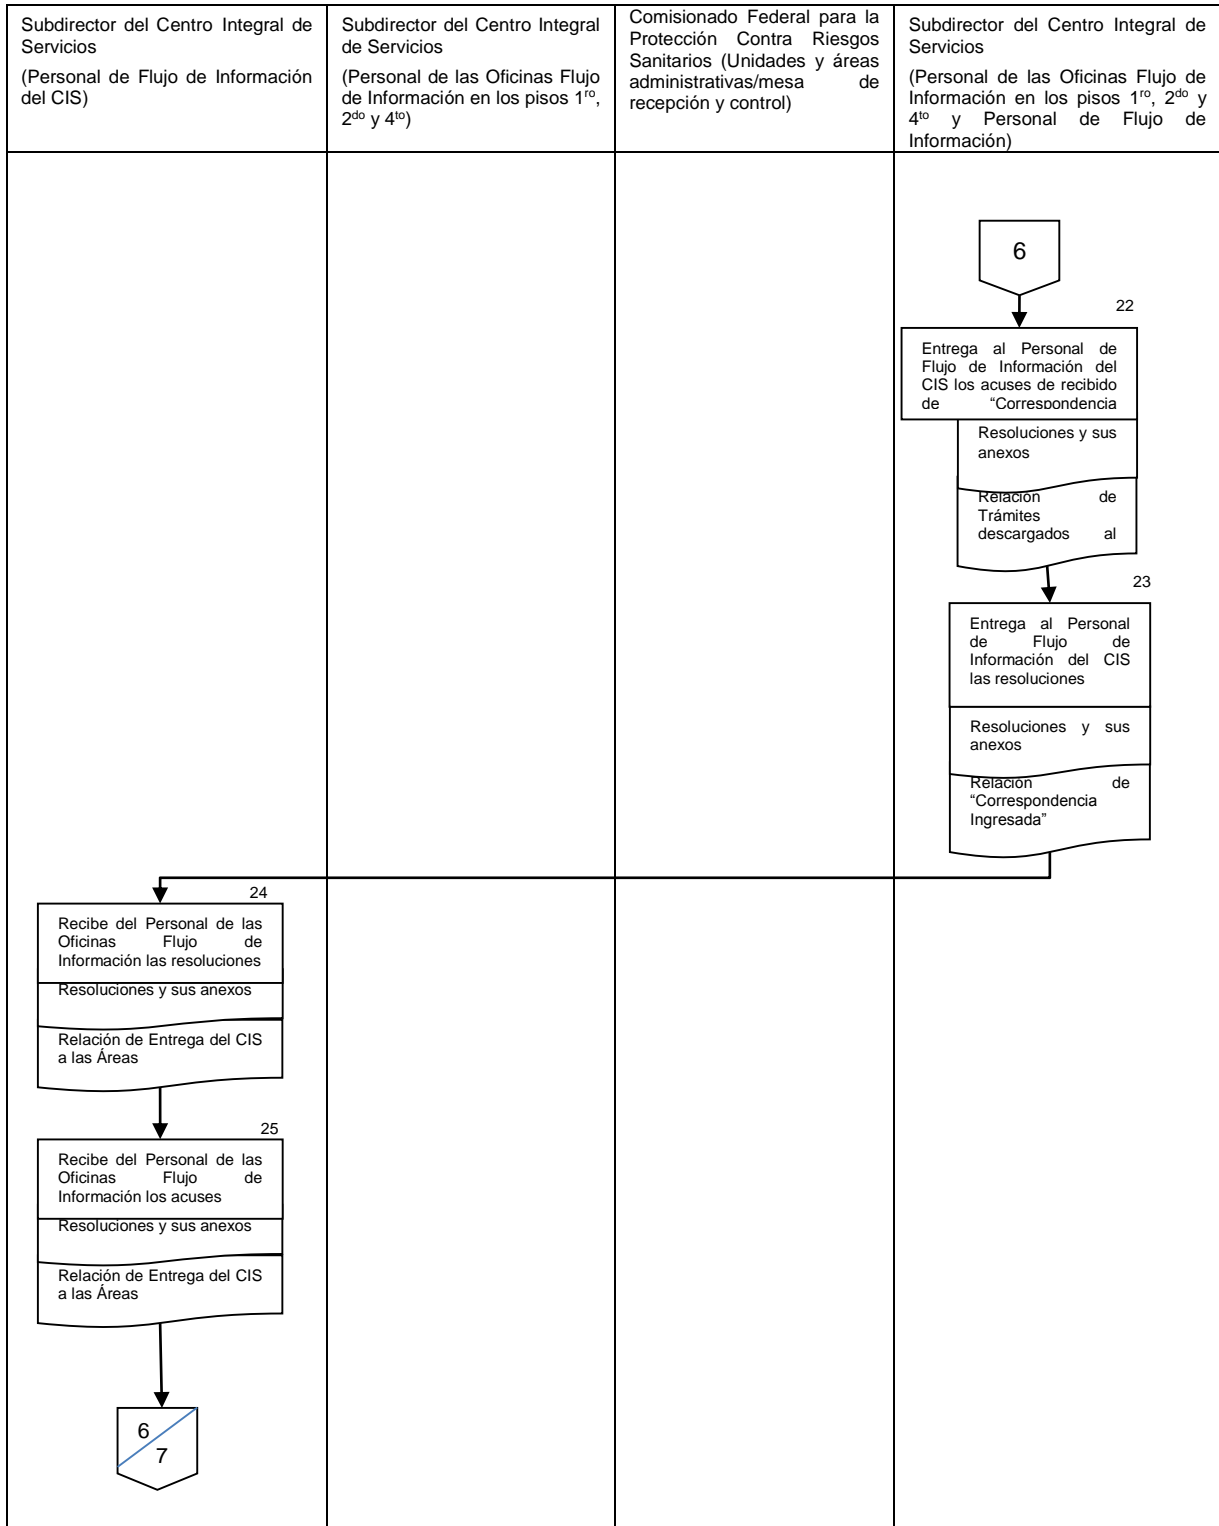 Subdirector del Centro Integral de
Servicios
(Personal de Flujo de Información
del CIS)
Subdirector del Centro Integral
de Servicios
(Personal de las Oficinas Flujo
de Información en los pisos 1ro,
2do y 4to)
Comisionado Federal para la
Protección Contra Riesgos
Sanitarios (Unidades y áreas
administrativas/mesa de
recepción y control)
Subdirector del Centro Integral de
Servicios
(Personal de las Oficinas Flujo de
Información en los pisos 1ro, 2do y
4to y Personal de Flujo de
Información)
6
22
Entrega al Personal de
Flujo de Información del
CIS los acuses de recibido
de “Correspondencia
Resoluciones y sus
anexos
Relación de
Trámites
descargados al
23
Entrega al Personal
de Flujo de
Información del CIS
las resoluciones
Resoluciones y sus
anexos
Relación de
“Correspondencia
Ingresada”
24
Recibe del Personal de las
Oficinas Flujo de
Información las resoluciones
Resoluciones y sus anexos
Relación de Entrega del CIS
a las Áreas
25
Recibe del Personal de las
Oficinas Flujo de
Información los acuses
Resoluciones y sus anexos
Relación de Entrega del CIS
a las Áreas
6
7